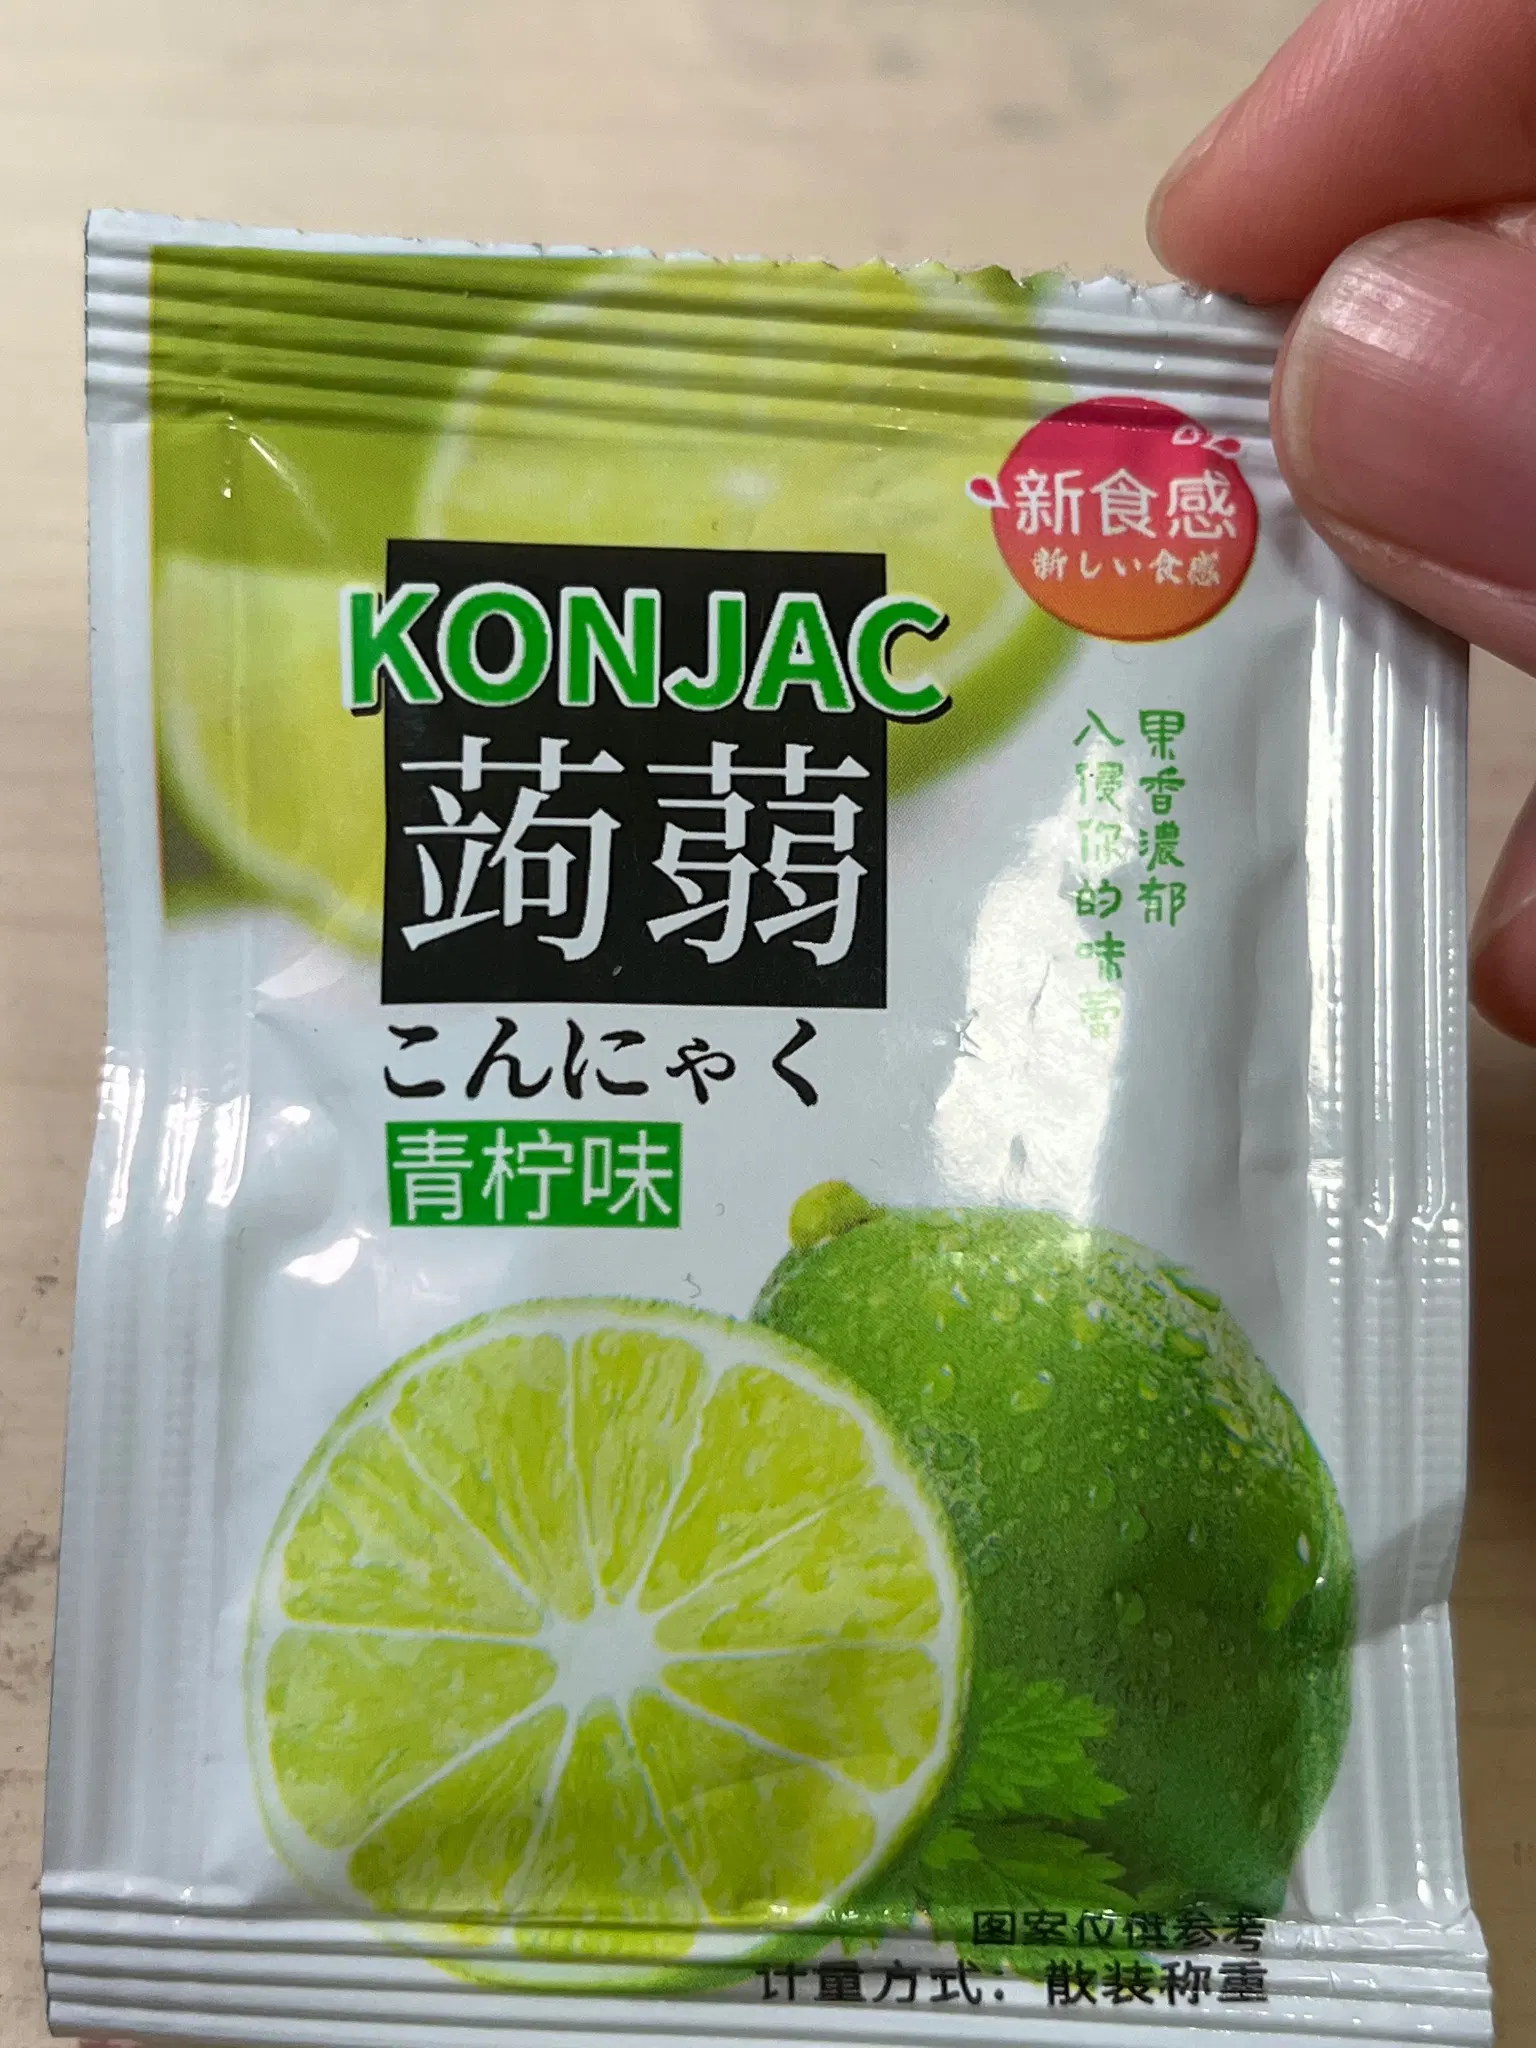 新食感
新しい食感
KONJAC
蒟蒻
こんにゃく
青柠味
果香濃郁
入侵你的味蕾
图案仅供参考
计量方式：散装称重